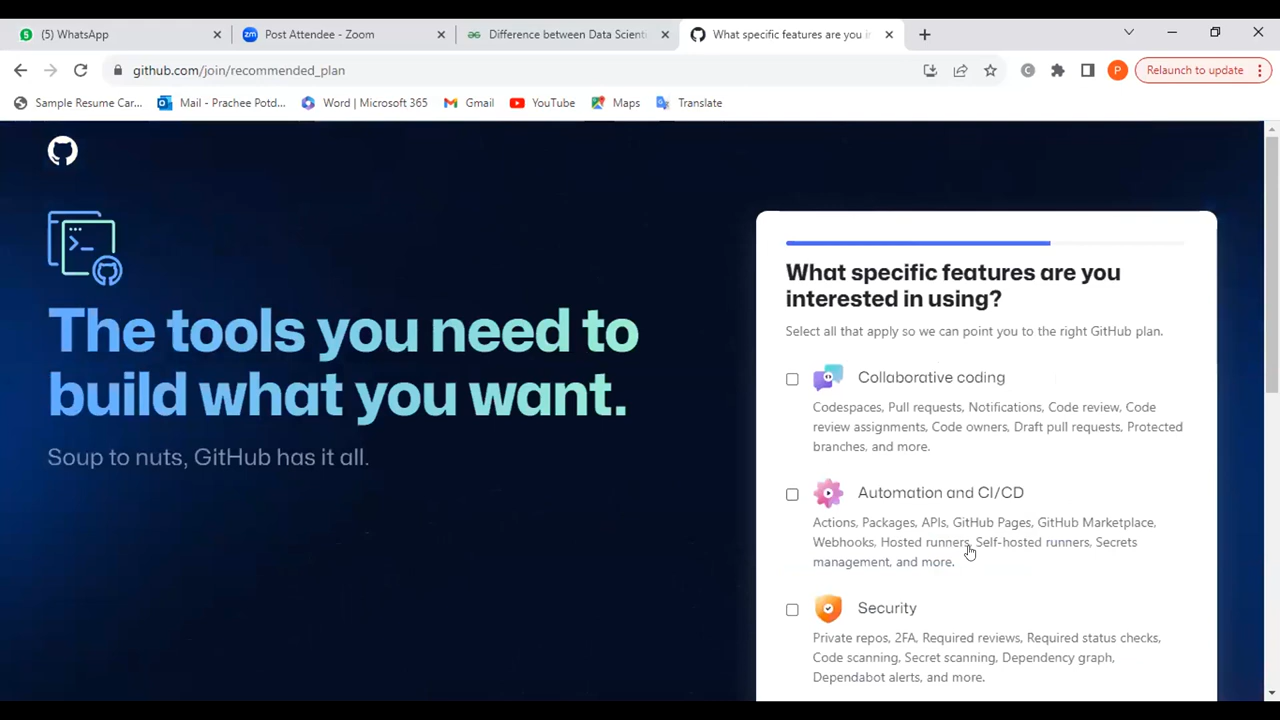 5 (5) WhatsApp
zm Post Attendee - Zoom
Difference between Data Scient
What specific features are you i
github.com/join/recommended_plan
C
P
Relaunch to update
Sample Resume Car...
Mail - Prachee Potd...
Word | Microsoft 365
Gmail
YouTube
Maps
Translate
The tools you need to
build what you want.
Soup to nuts, GitHub has it all.
What specific features are you
interested in using?
Select all that apply so we can point you to the right GitHub plan.
Collaborative coding
Codespaces, Pull requests, Notifications, Code review, Code
review assignments, Code owners, Draft pull requests, Protected
branches, and more.
Automation and CI/CD
Actions, Packages, APIs, GitHub Pages, GitHub Marketplace,
Webhooks, Hosted runners, Self-hosted runners, Secrets
management, and more.
Security
Private repos, 2FA, Required reviews, Required status checks,
Code scanning, Secret scanning, Dependency graph,
Dependabot alerts, and more.